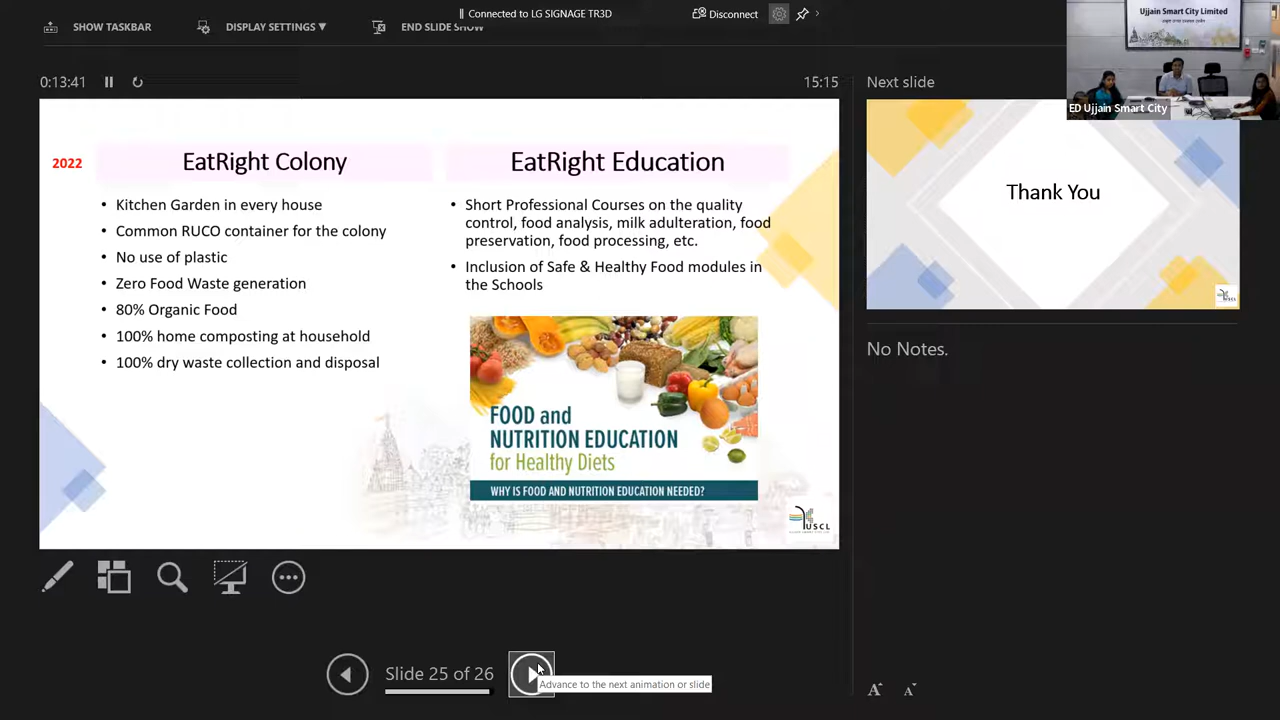 Connected to LG SIGNAGE TR3D
Disconnect
SHOW TASKBAR
DISPLAY SETTINGS ▼
END SLIDE SHOW
Ujjain Smart City Limited
ED Ujjain Smart City
0:13:41
15:15
Next slide
2022
EatRight Colony
• Kitchen Garden in every house
• Common RUCO container for the colony
• No use of plastic
• Zero Food Waste generation
• 80% Organic Food
• 100% home composting at household
• 100% dry waste collection and disposal
EatRight Education
• Short Professional Courses on the quality
control, food analysis, milk adulteration, food
preservation, food processing, etc.
• Inclusion of Safe & Healthy Food modules in
the Schools
FOOD and
NUTRITION EDUCATION
for Healthy Diets
WHY IS FOOD AND NUTRITION EDUCATION NEEDED?
USCL
Thank You
USCL
No Notes.
Slide 25 of 26
Advance to the next animation or slide
A
A